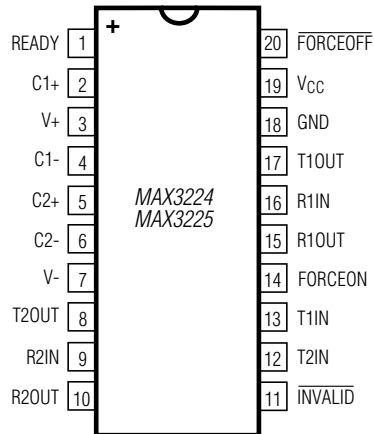 +
READY 1 20 F̅O̅R̅C̅E̅O̅F̅F̅
C1+ 2 19 VCC
V+ 3 18 GND
C1- 4 17 T1OUT
C2+ 5 MAX3224 16 R1IN
MAX3225
C2- 6 15 R1OUT
V- 7 14 FORCEON
T2OUT 8 13 T1IN
R2IN 9 12 T2IN
R2OUT 10 11 I̅N̅V̅A̅L̅I̅D̅